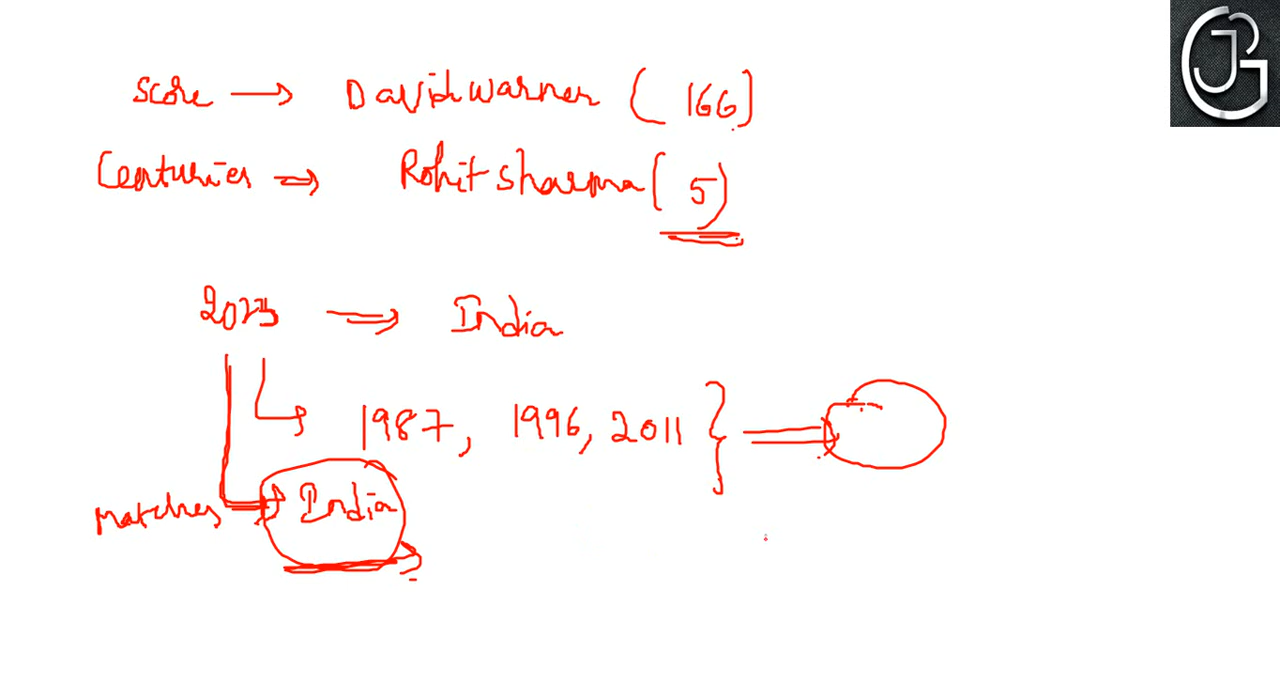 Score → David Warner (166)
Centuries ⇒ Rohit Sharma (5)
2023 ⇒ India
1987, 1996, 2011
Matches India